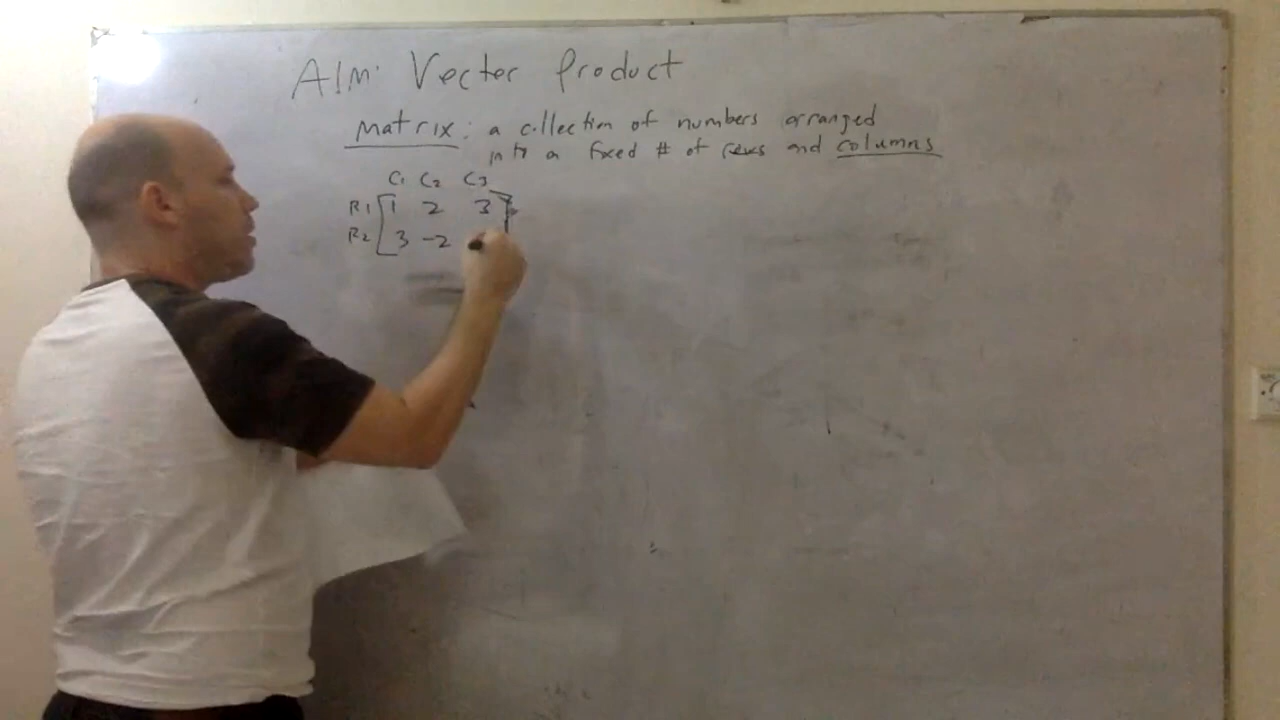 AIM: Vector Product
Matrix: a collection of numbers arranged
into a fixed # of rows and columns
C1 C2 C3
R1 [1 2 3]
R2 [3 -2